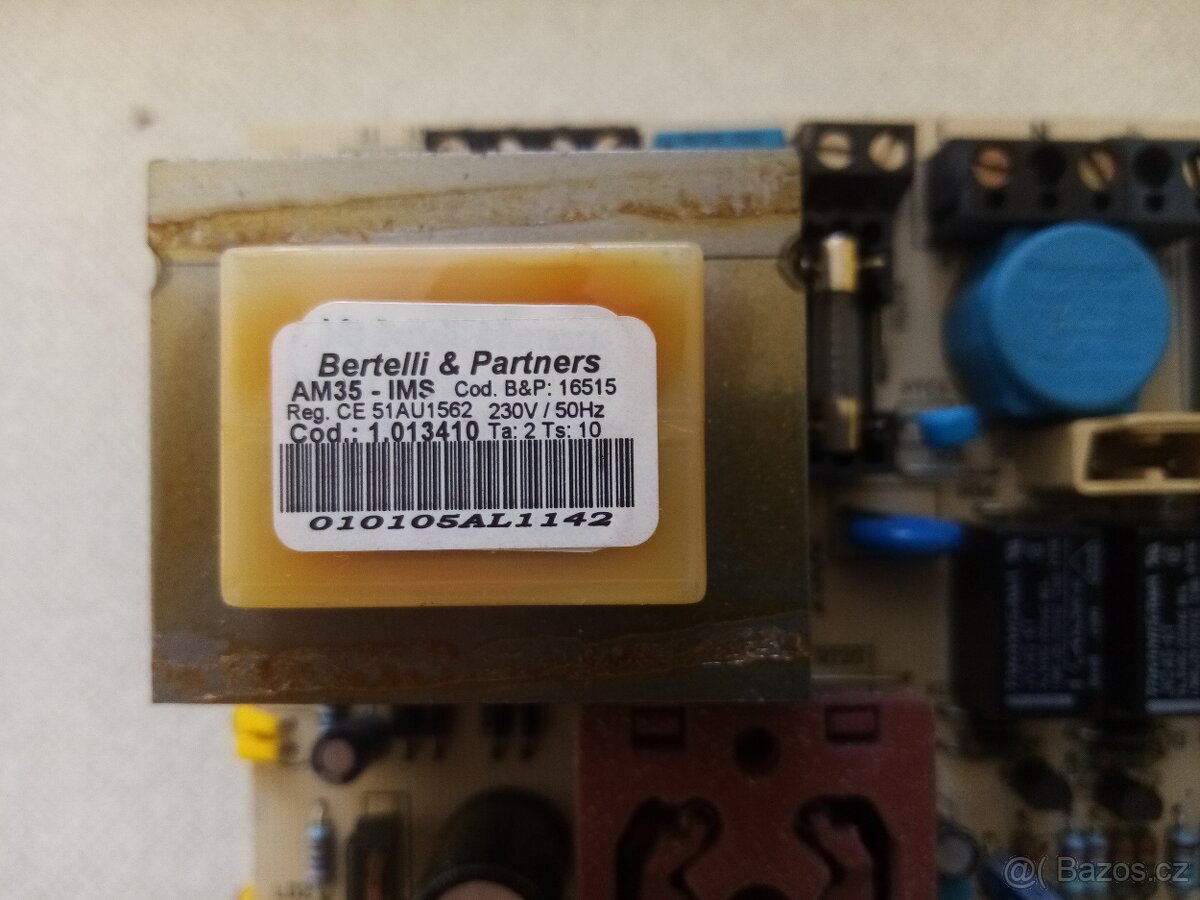 Bertelli & Partners
AM35 - IMS Cod. B&P: 16515
Reg. CE 51AU1562 230V / 50Hz
Cod.: 1.013410 Ta: 2 Ts: 10
010105AL1142
@( Bazos.cz